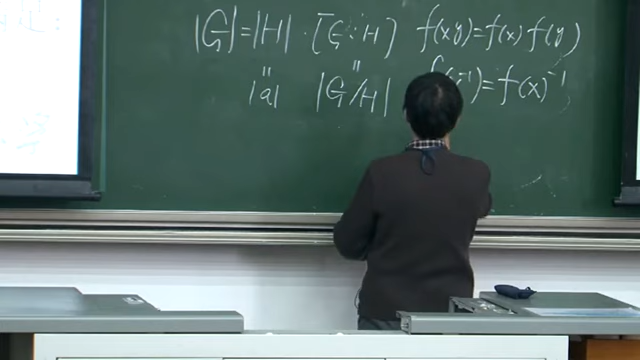 |G|=|H|·[G:H] f(xy)=f(x)f(y)
" "
|a| |G/H| f(x⁻¹)=f(x)⁻¹